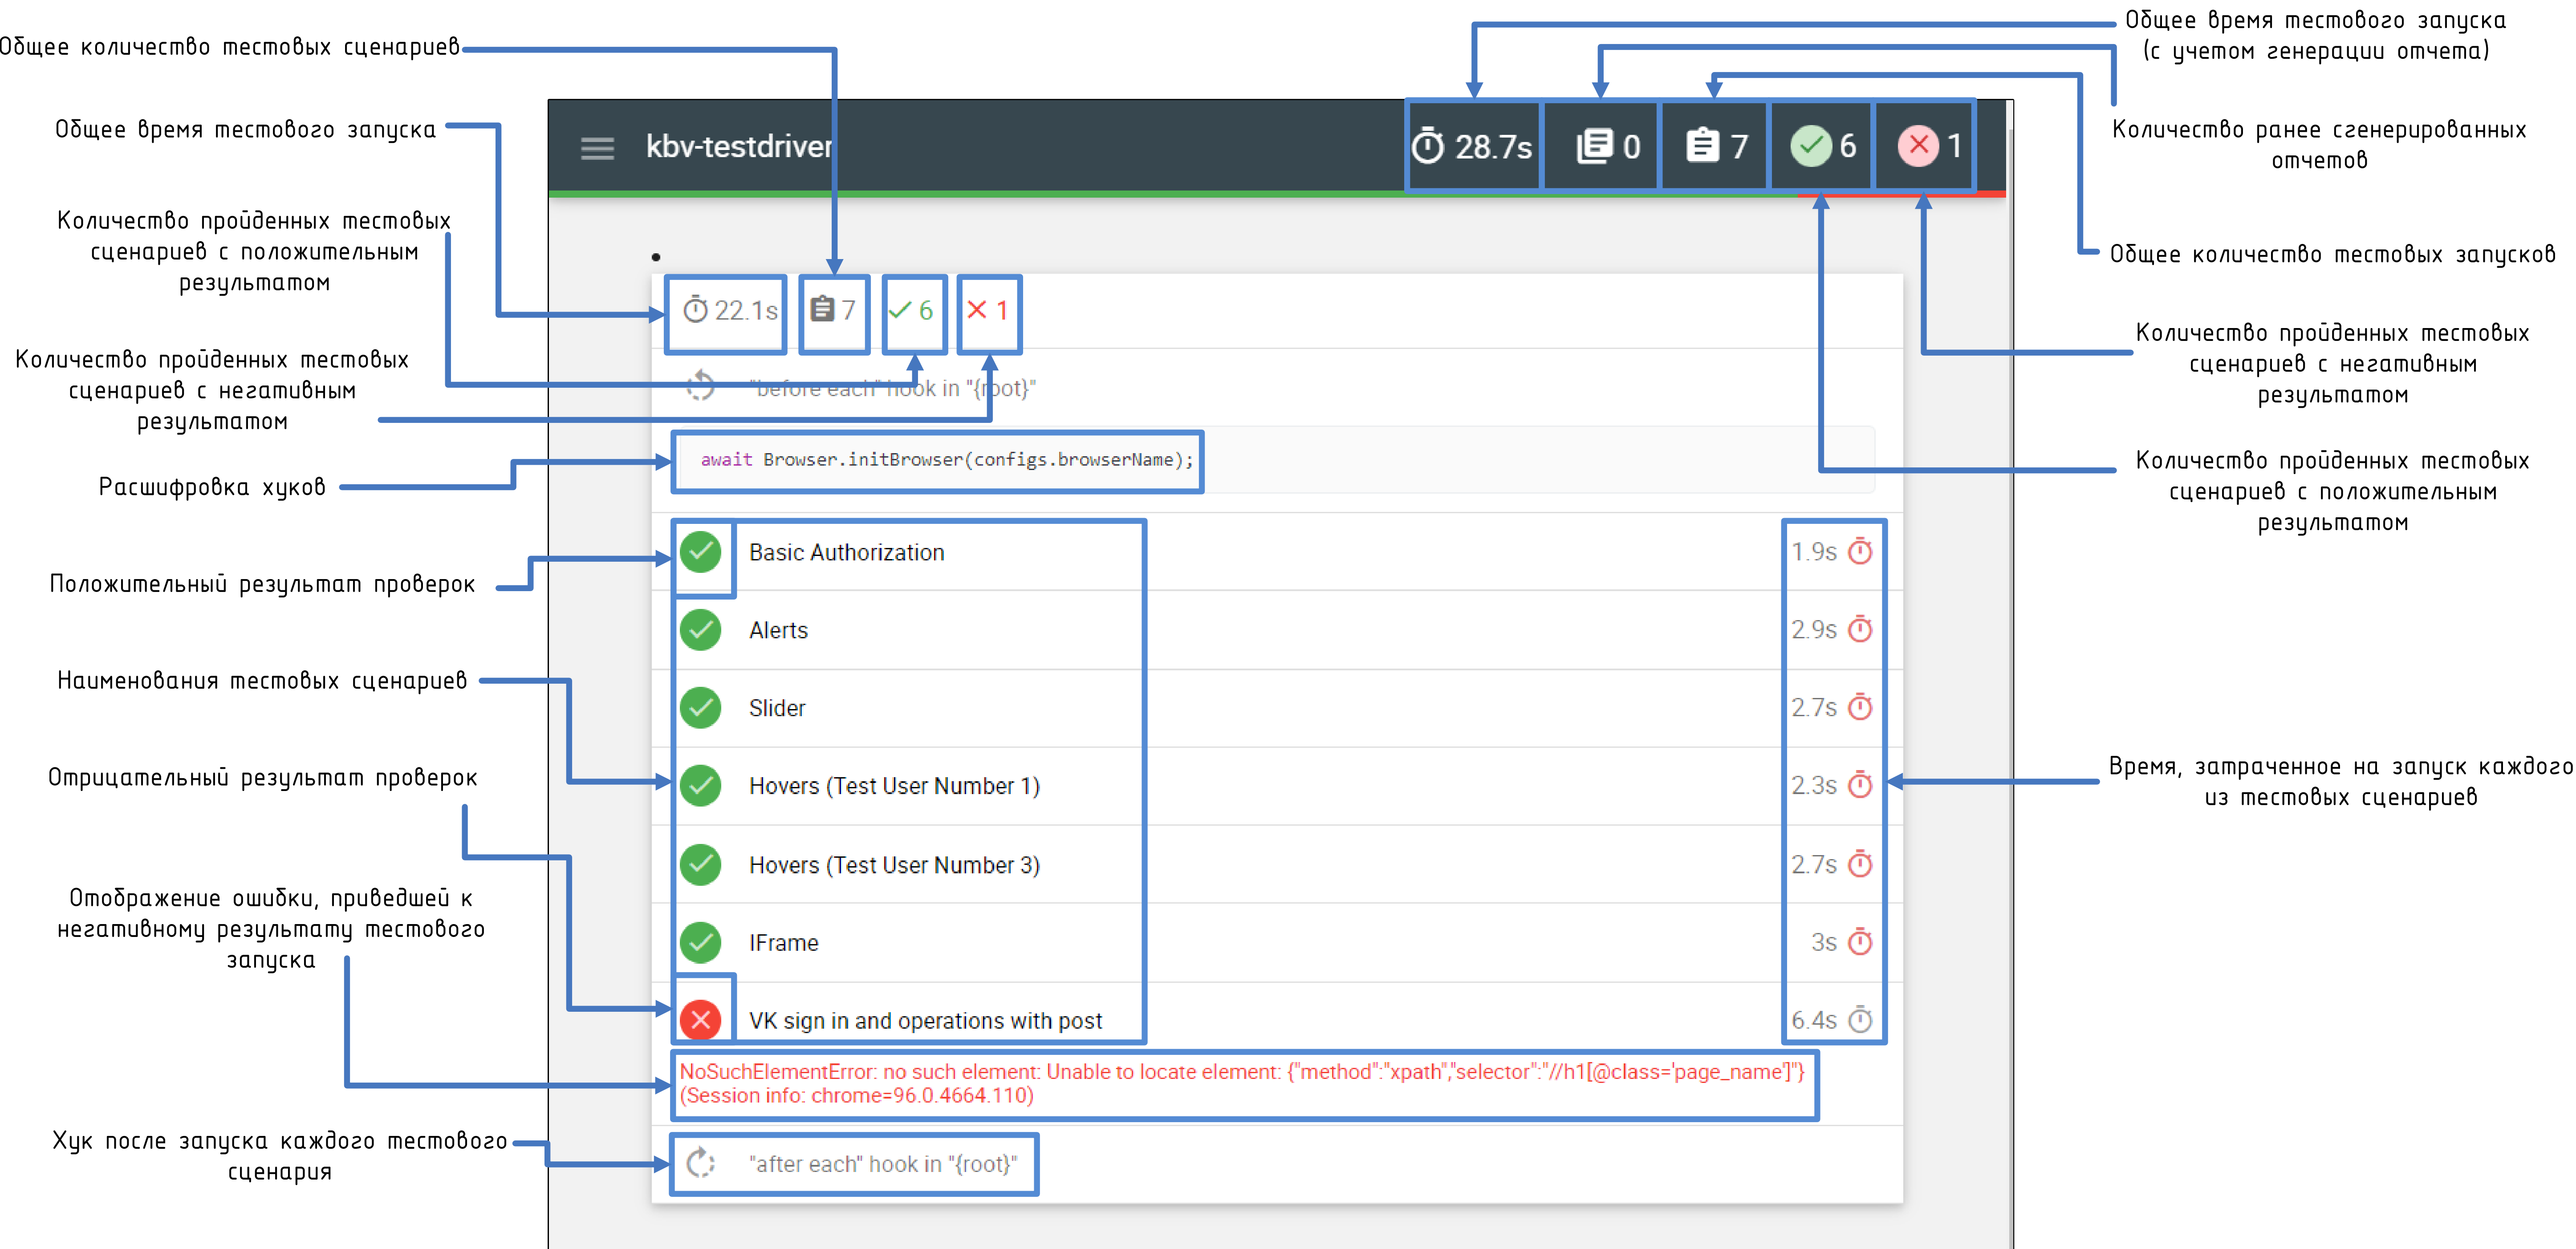 Общее количество тестовых сценариев
Общее время тестового запуска
Количество пройденных тестовых
сценариев с положительным
результатом
Количество пройденных тестовых
сценариев с негативным
результатом
Расшифровка хуков
Положительный результат проверок
Наименования тестовых сценариев
Отрицательный результат проверок
Отображение ошибки, приведшей к
негативному результату тестового
запуска
Хук после запуска каждого тестового
сценария
kbv-testdriver
28.7s 0 7 6 1
22.1s 7 6 1
"before each" hook in "{root}"
await Browser.initBrowser(configs.browserName);
Basic Authorization 1.9s
Alerts 2.9s
Slider 2.7s
Hovers (Test User Number 1) 2.3s
Hovers (Test User Number 3) 2.7s
IFrame 3s
VK sign in and operations with post 6.4s
NoSuchElementError: no such element: Unable to locate element: {"method":"xpath","selector":"//h1[@class='page_name']"}
(Session info: chrome=96.0.4664.110)
"after each" hook in "{root}"
Общее время тестового запуска
(с учетом генерации отчета)
Количество ранее сгенерированных
отчетов
Общее количество тестовых запусков
Количество пройденных тестовых
сценариев с негативным
результатом
Количество пройденных тестовых
сценариев с положительным
результатом
Время, затраченное на запуск каждого
из тестовых сценариев